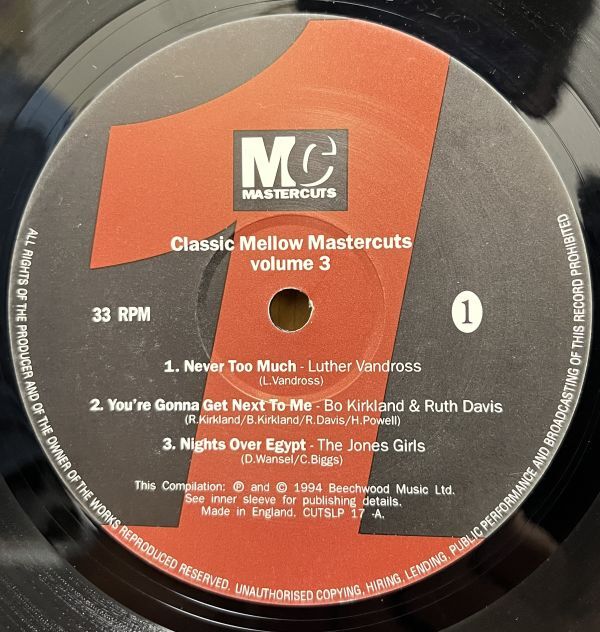 MC
MASTERCUTS
Classic Mellow Mastercuts
volume 3
33 RPM
1
1. Never Too Much - Luther Vandross
(L.Vandross)
2. You're Gonna Get Next To Me - Bo Kirkland & Ruth Davis
(R.Kirkland/B.Kirkland/R.Davis/H.Powell)
3. Nights Over Egypt - The Jones Girls
(D.Wansel/C.Biggs)
This Compilation: ℗ and © 1994 Beechwood Music Ltd.
See inner sleeve for publishing details.
Made in England. CUTSLP 17 -A.
ALL RIGHTS OF THE PRODUCER AND OF THE OWNER OF THE WORKS REPRODUCED RESERVED. UNAUTHORISED COPYING, HIRING, LENDING, PUBLIC PERFORMANCE AND BROADCASTING OF THIS RECORD PROHIBITED